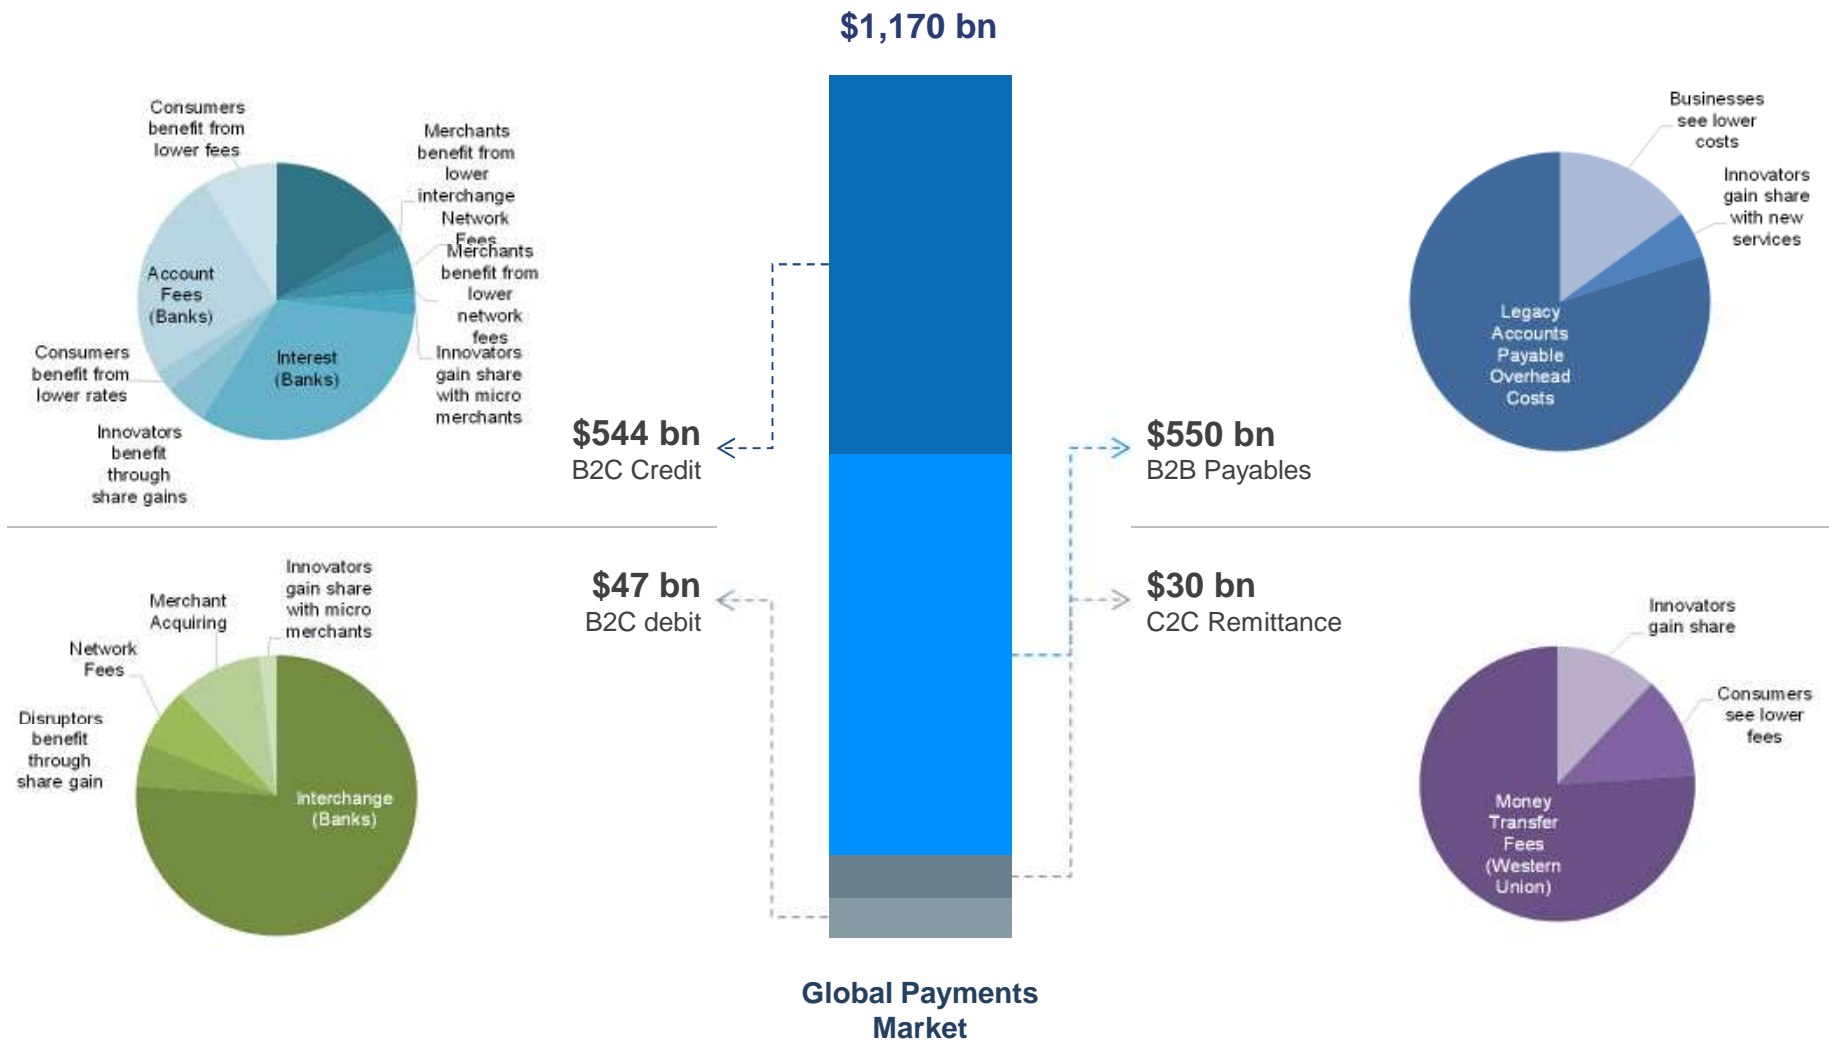 $1,170 bn
Consumers
benefit from
lower fees
Merchants
benefit from
lower
interchange
Network
Fees
Merchants
benefit from
lower
network
fees
Innovators
gain share
with micro
merchants
Account
Fees
(Banks)
Interest
(Banks)
Consumers
benefit from
lower rates
Innovators
benefit
through
share gains
$544 bn
B2C Credit
Businesses
see lower
costs
Innovators
gain share
with new
services
Legacy
Accounts
Payable
Overhead
Costs
$550 bn
B2B Payables
Innovators
gain share
with micro
merchants
Merchant
Acquiring
Network
Fees
Disruptors
benefit
through
share gain
Interchange
(Banks)
$47 bn
B2C debit
$30 bn
C2C Remittance
Innovators
gain share
Consumers
see lower
fees
Money
Transfer
Fees
(Western
Union)
Global Payments
Market